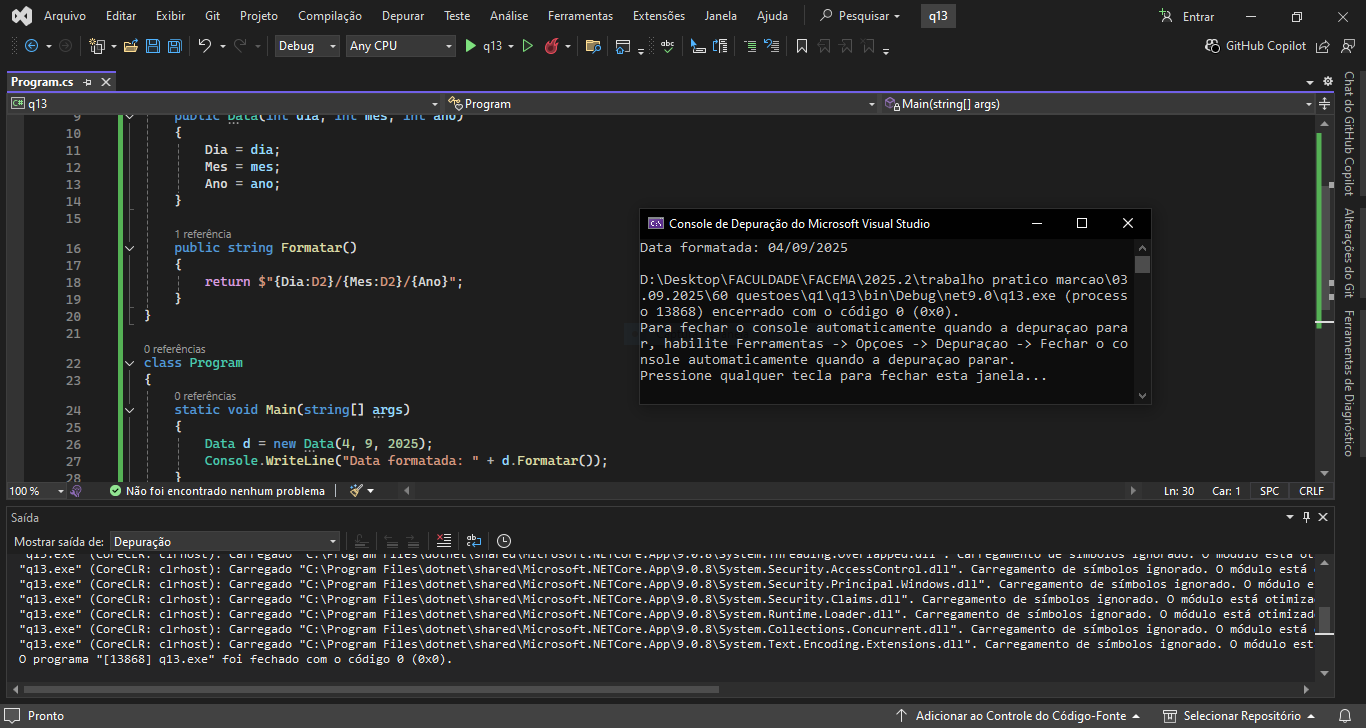 Arquivo Editar Exibir Git Projeto Compilação Depurar Teste Análise Ferramentas Extensões Janela Ajuda Pesquisar q13 Entrar
Debug Any CPU q13 GitHub Copilot
Program.cs
C# q13 Program Main(string[] args)
9 public Data(int dia, int mes, int ano)
10 {
11 Dia = dia;
12 Mes = mes;
13 Ano = ano;
14 }
15
1 referência
16 public string Formatar()
17 {
18 return $"{Dia:D2}/{Mes:D2}/{Ano}";
19 }
20 }
21
0 referências
22 class Program
23 {
0 referências
24 static void Main(string[] args)
25 {
26 Data d = new Data(4, 9, 2025);
27 Console.WriteLine("Data formatada: " + d.Formatar());
28 }
Console de Depuração do Microsoft Visual Studio
Data formatada: 04/09/2025
D:\Desktop\FACULDADE\FACEMA\2025.2\trabalho pratico marcao\03
.09.2025\60 questoes\q1\q13\bin\Debug\net9.0\q13.exe (process
o 13868) encerrado com o código 0 (0x0).
Para fechar o console automaticamente quando a depuraçao para
r, habilite Ferramentas -> Opçoes -> Depuraçao -> Fechar o co
nsole automaticamente quando a depuraçao parar.
Pressione qualquer tecla para fechar esta janela...
Chat do GitHub Copilot
Alterações do Git
Ferramentas de Diagnóstico
100 % Não foi encontrado nenhum problema Ln: 30 Car: 1 SPC CRLF
Saída
Mostrar saída de: Depuração
"q13.exe" (CoreCLR: clrhost): Carregado "C:\Program Files\dotnet\shared\Microsoft.NETCore.App\9.0.8\System.Threading.Overlapped.dll". Carregamento de símbolos ignorado. O módulo está ot
"q13.exe" (CoreCLR: clrhost): Carregado "C:\Program Files\dotnet\shared\Microsoft.NETCore.App\9.0.8\System.Security.AccessControl.dll". Carregamento de símbolos ignorado. O módulo está
"q13.exe" (CoreCLR: clrhost): Carregado "C:\Program Files\dotnet\shared\Microsoft.NETCore.App\9.0.8\System.Security.Principal.Windows.dll". Carregamento de símbolos ignorado. O módulo e
"q13.exe" (CoreCLR: clrhost): Carregado "C:\Program Files\dotnet\shared\Microsoft.NETCore.App\9.0.8\System.Security.Claims.dll". Carregamento de símbolos ignorado. O módulo está otimiza
"q13.exe" (CoreCLR: clrhost): Carregado "C:\Program Files\dotnet\shared\Microsoft.NETCore.App\9.0.8\System.Runtime.Loader.dll". Carregamento de símbolos ignorado. O módulo está otimizad
"q13.exe" (CoreCLR: clrhost): Carregado "C:\Program Files\dotnet\shared\Microsoft.NETCore.App\9.0.8\System.Collections.Concurrent.dll". Carregamento de símbolos ignorado. O módulo está
"q13.exe" (CoreCLR: clrhost): Carregado "C:\Program Files\dotnet\shared\Microsoft.NETCore.App\9.0.8\System.Text.Encoding.Extensions.dll". Carregamento de símbolos ignorado. O módulo est
O programa "[13868] q13.exe" foi fechado com o código 0 (0x0).
Pronto Adicionar ao Controle do Código-Fonte Selecionar Repositório